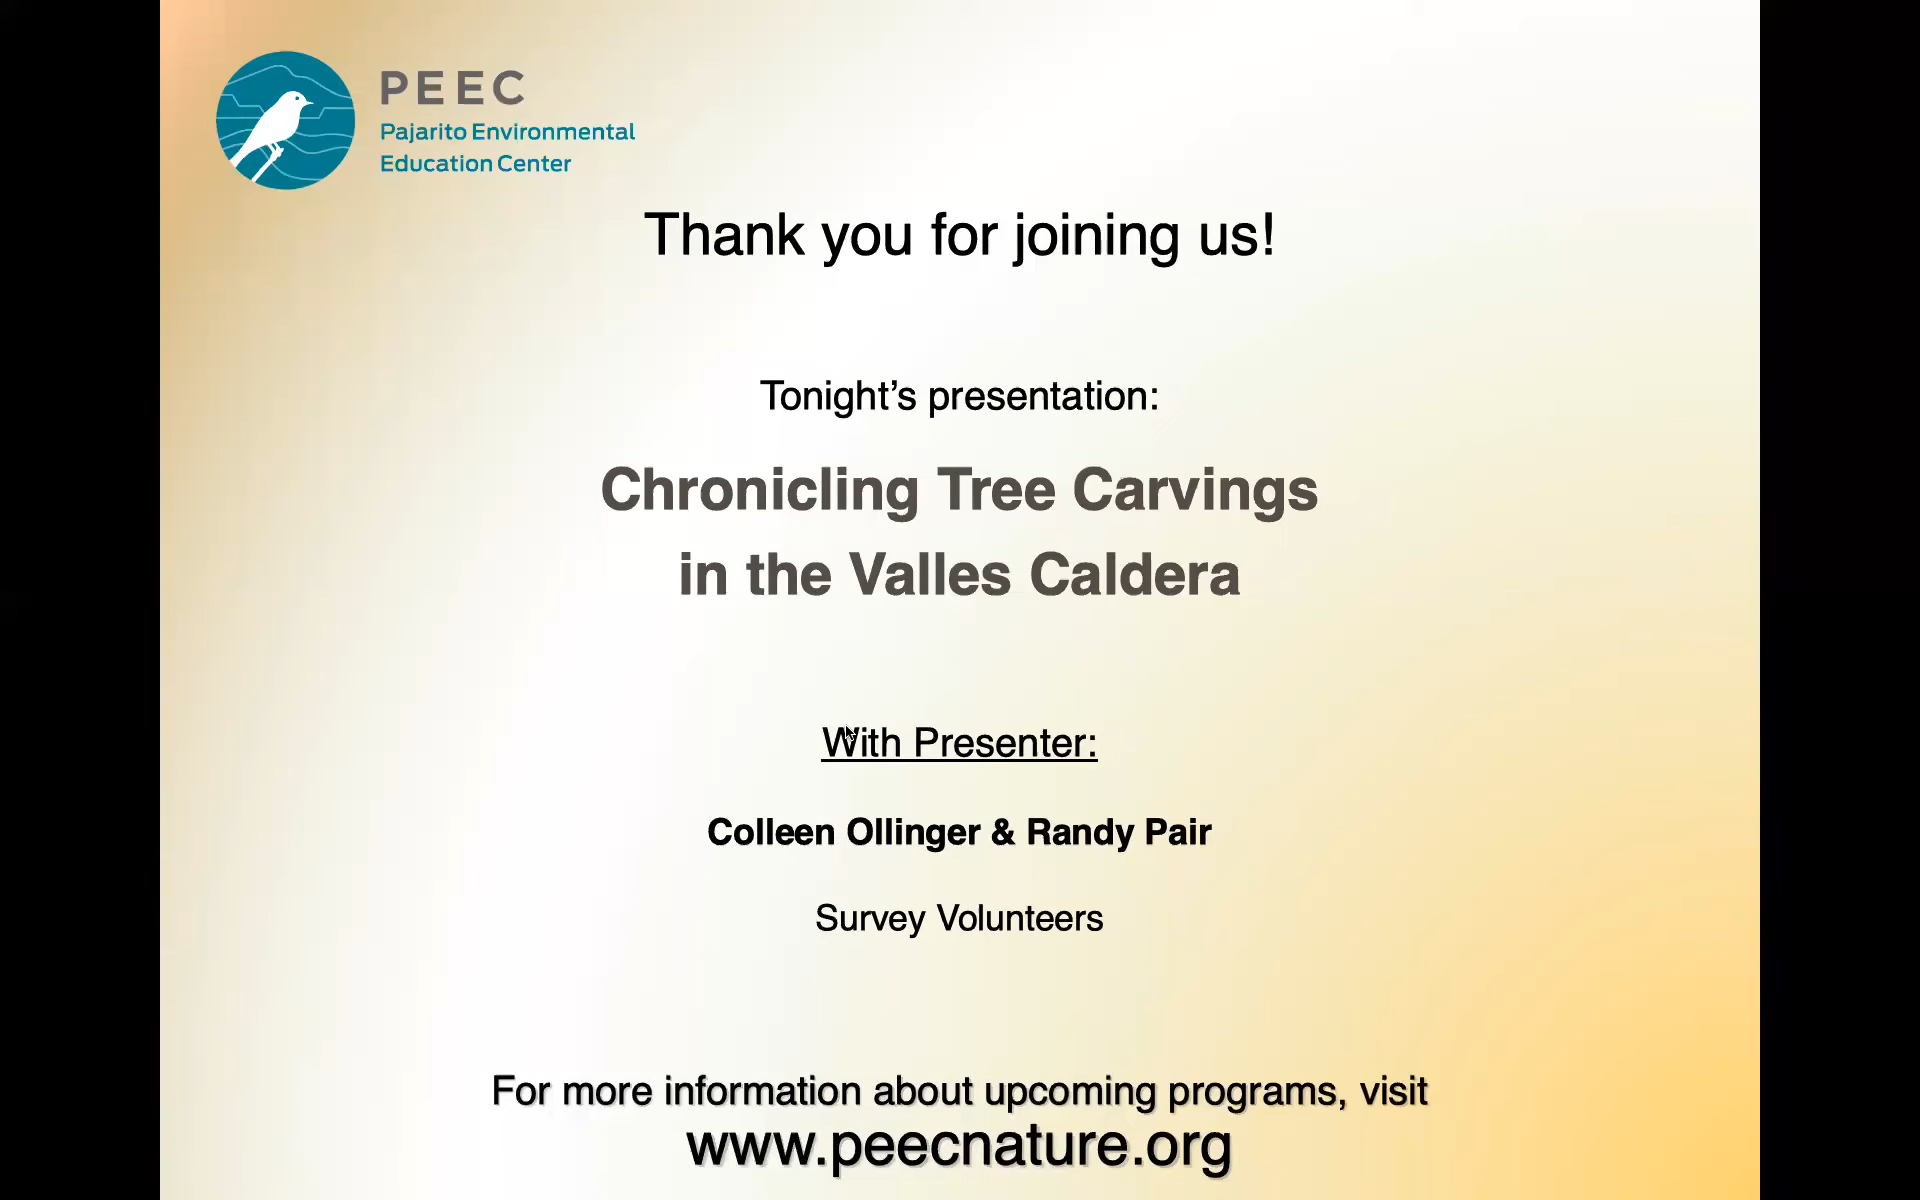 PEEC
Pajarito Environmental
Education Center
Thank you for joining us!
Tonight’s presentation:
Chronicling Tree Carvings
in the Valles Caldera
With Presenter:
Colleen Ollinger & Randy Pair
Survey Volunteers
For more information about upcoming programs, visit
www.peecnature.org